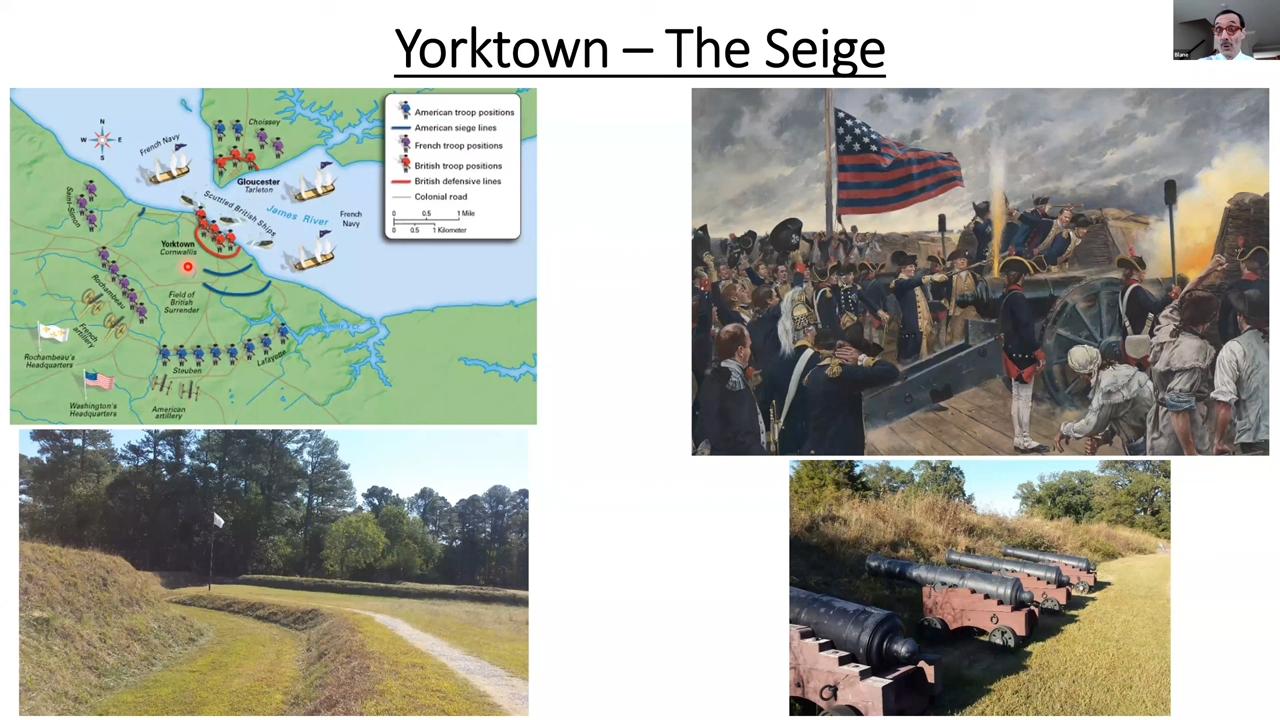 Yorktown – The Seige
Blane
N
W
E
S
French Navy
Choissey
Gloucester
Tarleton
Saint-Simon
Scuttled British Ships
James River
French
Navy
Yorktown
Cornwallis
Rochambeau
Field of
British
Surrender
French
artillery
Rochambeau's
Headquarters
Steuben
Lafayette
Washington's
Headquarters
American
artillery
American troop positions
American siege lines
French troop positions
British troop positions
British defensive lines
Colonial road
0 0.5 1 Mile
0 0.5 1 Kilometer